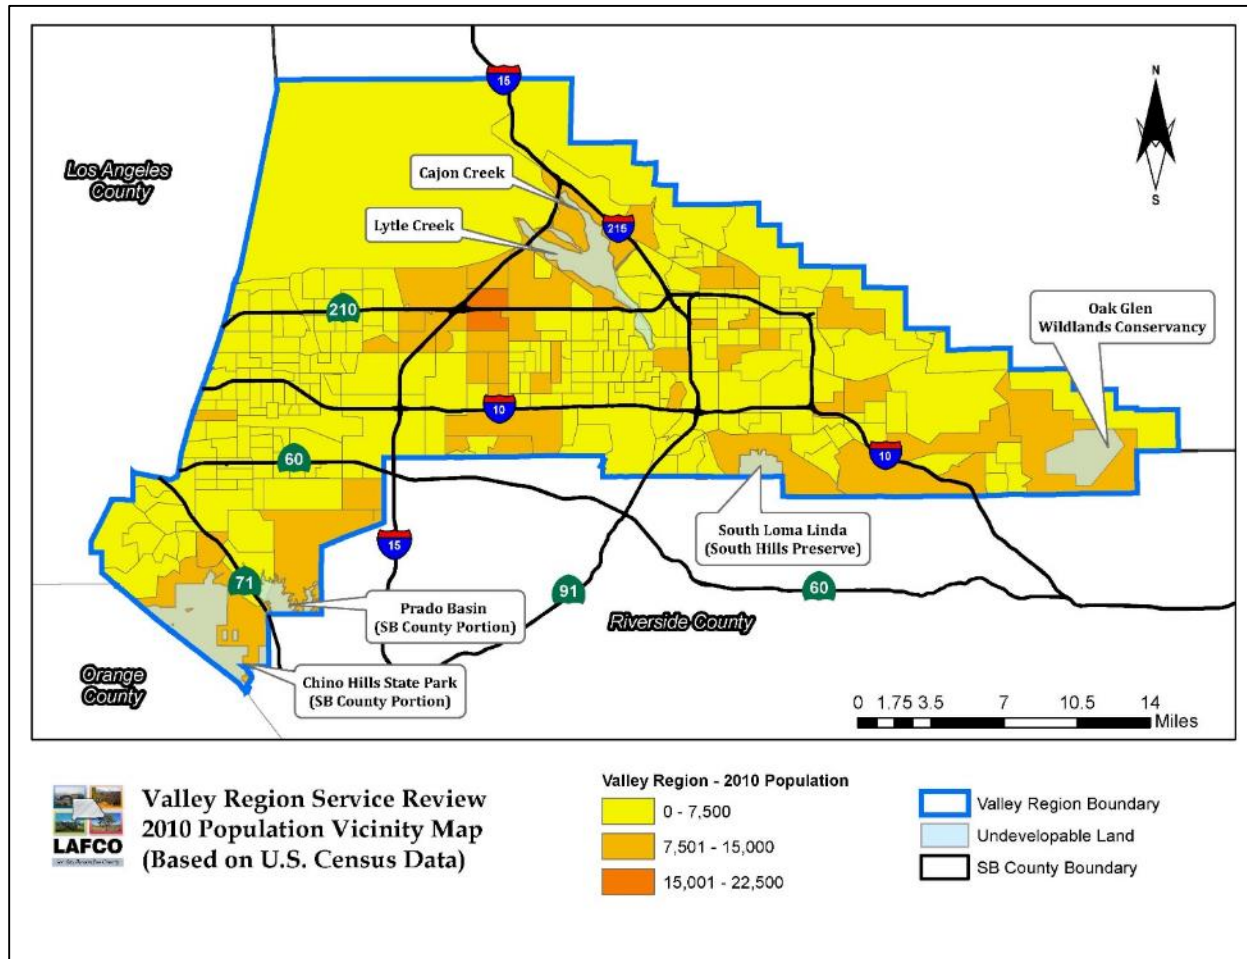 15
N
S
Los Angeles
County
Cajon Creek
Lytle Creek
215
210
Oak Glen
Wildlands Conservancy
10
10
60
South Loma Linda
(South Hills Preserve)
15
71
91
60
Prado Basin
(SB County Portion)
Riverside County
Orange
County
Chino Hills State Park
(SB County Portion)
0 1.75 3.5 7 10.5 14
Miles
LAFCO
Valley Region Service Review
2010 Population Vicinity Map
(Based on U.S. Census Data)
Valley Region - 2010 Population
0 - 7,500
7,501 - 15,000
15,001 - 22,500
Valley Region Boundary
Undevelopable Land
SB County Boundary